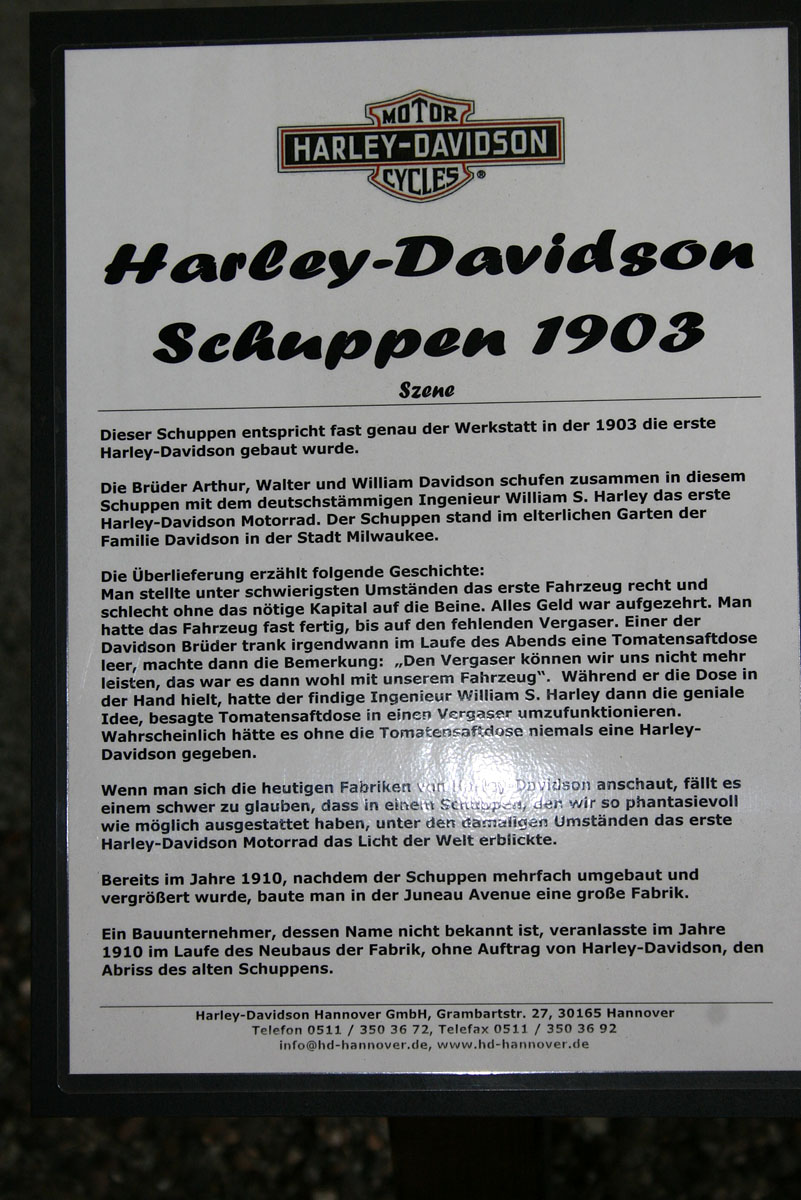 MOTOR
HARLEY-DAVIDSON
CYCLES®
Harley-Davidson
Schuppen 1903
Szene
Dieser Schuppen entspricht fast genau der Werkstatt in der 1903 die erste
Harley-Davidson gebaut wurde.
Die Brüder Arthur, Walter und William Davidson schufen zusammen in diesem
Schuppen mit dem deutschstämmigen Ingenieur William S. Harley das erste
Harley-Davidson Motorrad. Der Schuppen stand im elterlichen Garten der
Familie Davidson in der Stadt Milwaukee.
Die Überlieferung erzählt folgende Geschichte:
Man stellte unter schwierigsten Umständen das erste Fahrzeug recht und
schlecht ohne das nötige Kapital auf die Beine. Alles Geld war aufgezehrt. Man
hatte das Fahrzeug fast fertig, bis auf den fehlenden Vergaser. Einer der
Davidson Brüder trank irgendwann im Laufe des Abends eine Tomatensaftdose
leer, machte dann die Bemerkung: „Den Vergaser können wir uns nicht mehr
leisten, das war es dann wohl mit unserem Fahrzeug“. Während er die Dose in
der Hand hielt, hatte der findige Ingenieur William S. Harley dann die geniale
Idee, besagte Tomatensaftdose in einen Vergaser umzufunktionieren.
Wahrscheinlich hätte es ohne die Tomatensaftdose niemals eine Harley-
Davidson gegeben.
Wenn man sich die heutigen Fabriken von Harley-Davidson anschaut, fällt es
einem schwer zu glauben, dass in einem Schuppen, den wir so phantasievoll
wie möglich ausgestattet haben, unter den damaligen Umständen das erste
Harley-Davidson Motorrad das Licht der Welt erblickte.
Bereits im Jahre 1910, nachdem der Schuppen mehrfach umgebaut und
vergrößert wurde, baute man in der Juneau Avenue eine große Fabrik.
Ein Bauunternehmer, dessen Name nicht bekannt ist, veranlasste im Jahre
1910 im Laufe des Neubaus der Fabrik, ohne Auftrag von Harley-Davidson, den
Abriss des alten Schuppens.
Harley-Davidson Hannover GmbH, Grambartstr. 27, 30165 Hannover
Telefon 0511 / 350 36 72, Telefax 0511 / 350 36 92
info@hd-hannover.de, www.hd-hannover.de